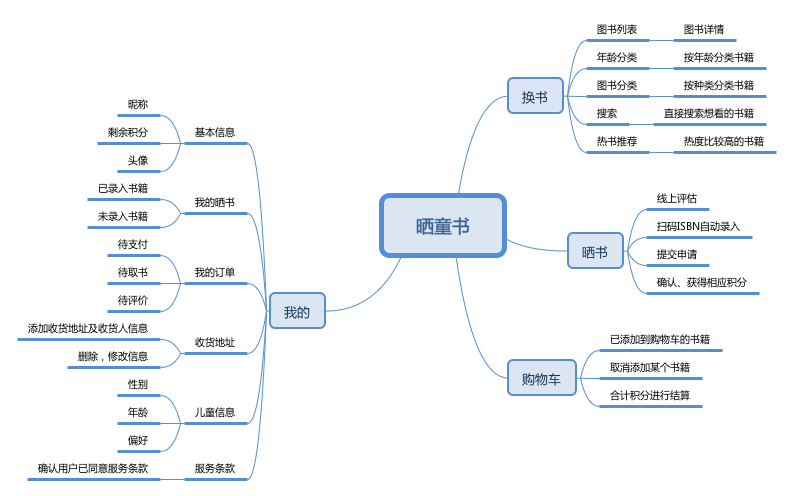 晒童书
换书
图书列表
图书详情
年龄分类
按年龄分类书籍
图书分类
按种类分类书籍
搜索
直接搜索想看的书籍
热书推荐
热度比较高的书籍
晒书
线上评估
扫码ISBN自动录入
提交申请
确认、获得相应积分
购物车
已添加到购物车的书籍
取消添加某个书籍
合计积分进行结算
我的
基本信息
昵称
剩余积分
头像
我的晒书
已录入书籍
未录入书籍
我的订单
待支付
待取书
待评价
收货地址
添加收货地址及收货人信息
删除，修改信息
儿童信息
性别
年龄
偏好
服务条款
确认用户已同意服务条款